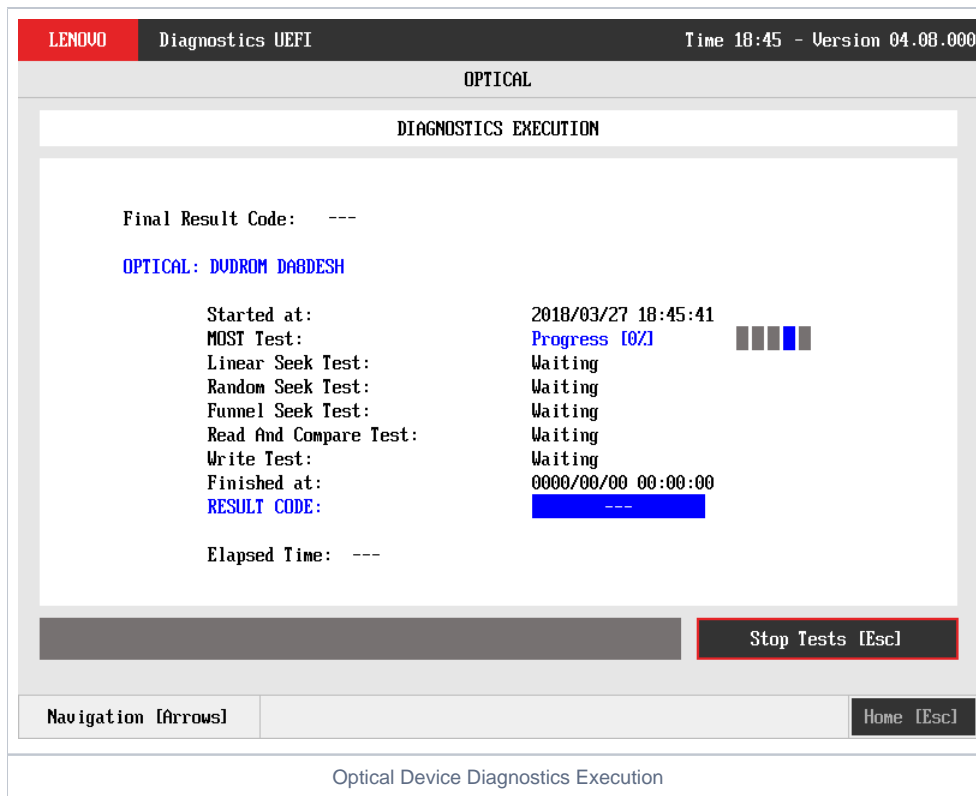 LENOVO Diagnostics UEFI Time 18:45 - Version 04.08.000
OPTICAL
DIAGNOSTICS EXECUTION
Final Result Code: ---
OPTICAL: DVDROM DA8DESH
Started at: 2018/03/27 18:45:41
MOST Test: Progress [0%]
Linear Seek Test: Waiting
Random Seek Test: Waiting
Funnel Seek Test: Waiting
Read And Compare Test: Waiting
Write Test: Waiting
Finished at: 0000/00/00 00:00:00
RESULT CODE: ---
Elapsed Time: ---
Stop Tests [Esc]
Navigation [Arrows] Home [Esc]
Optical Device Diagnostics Execution